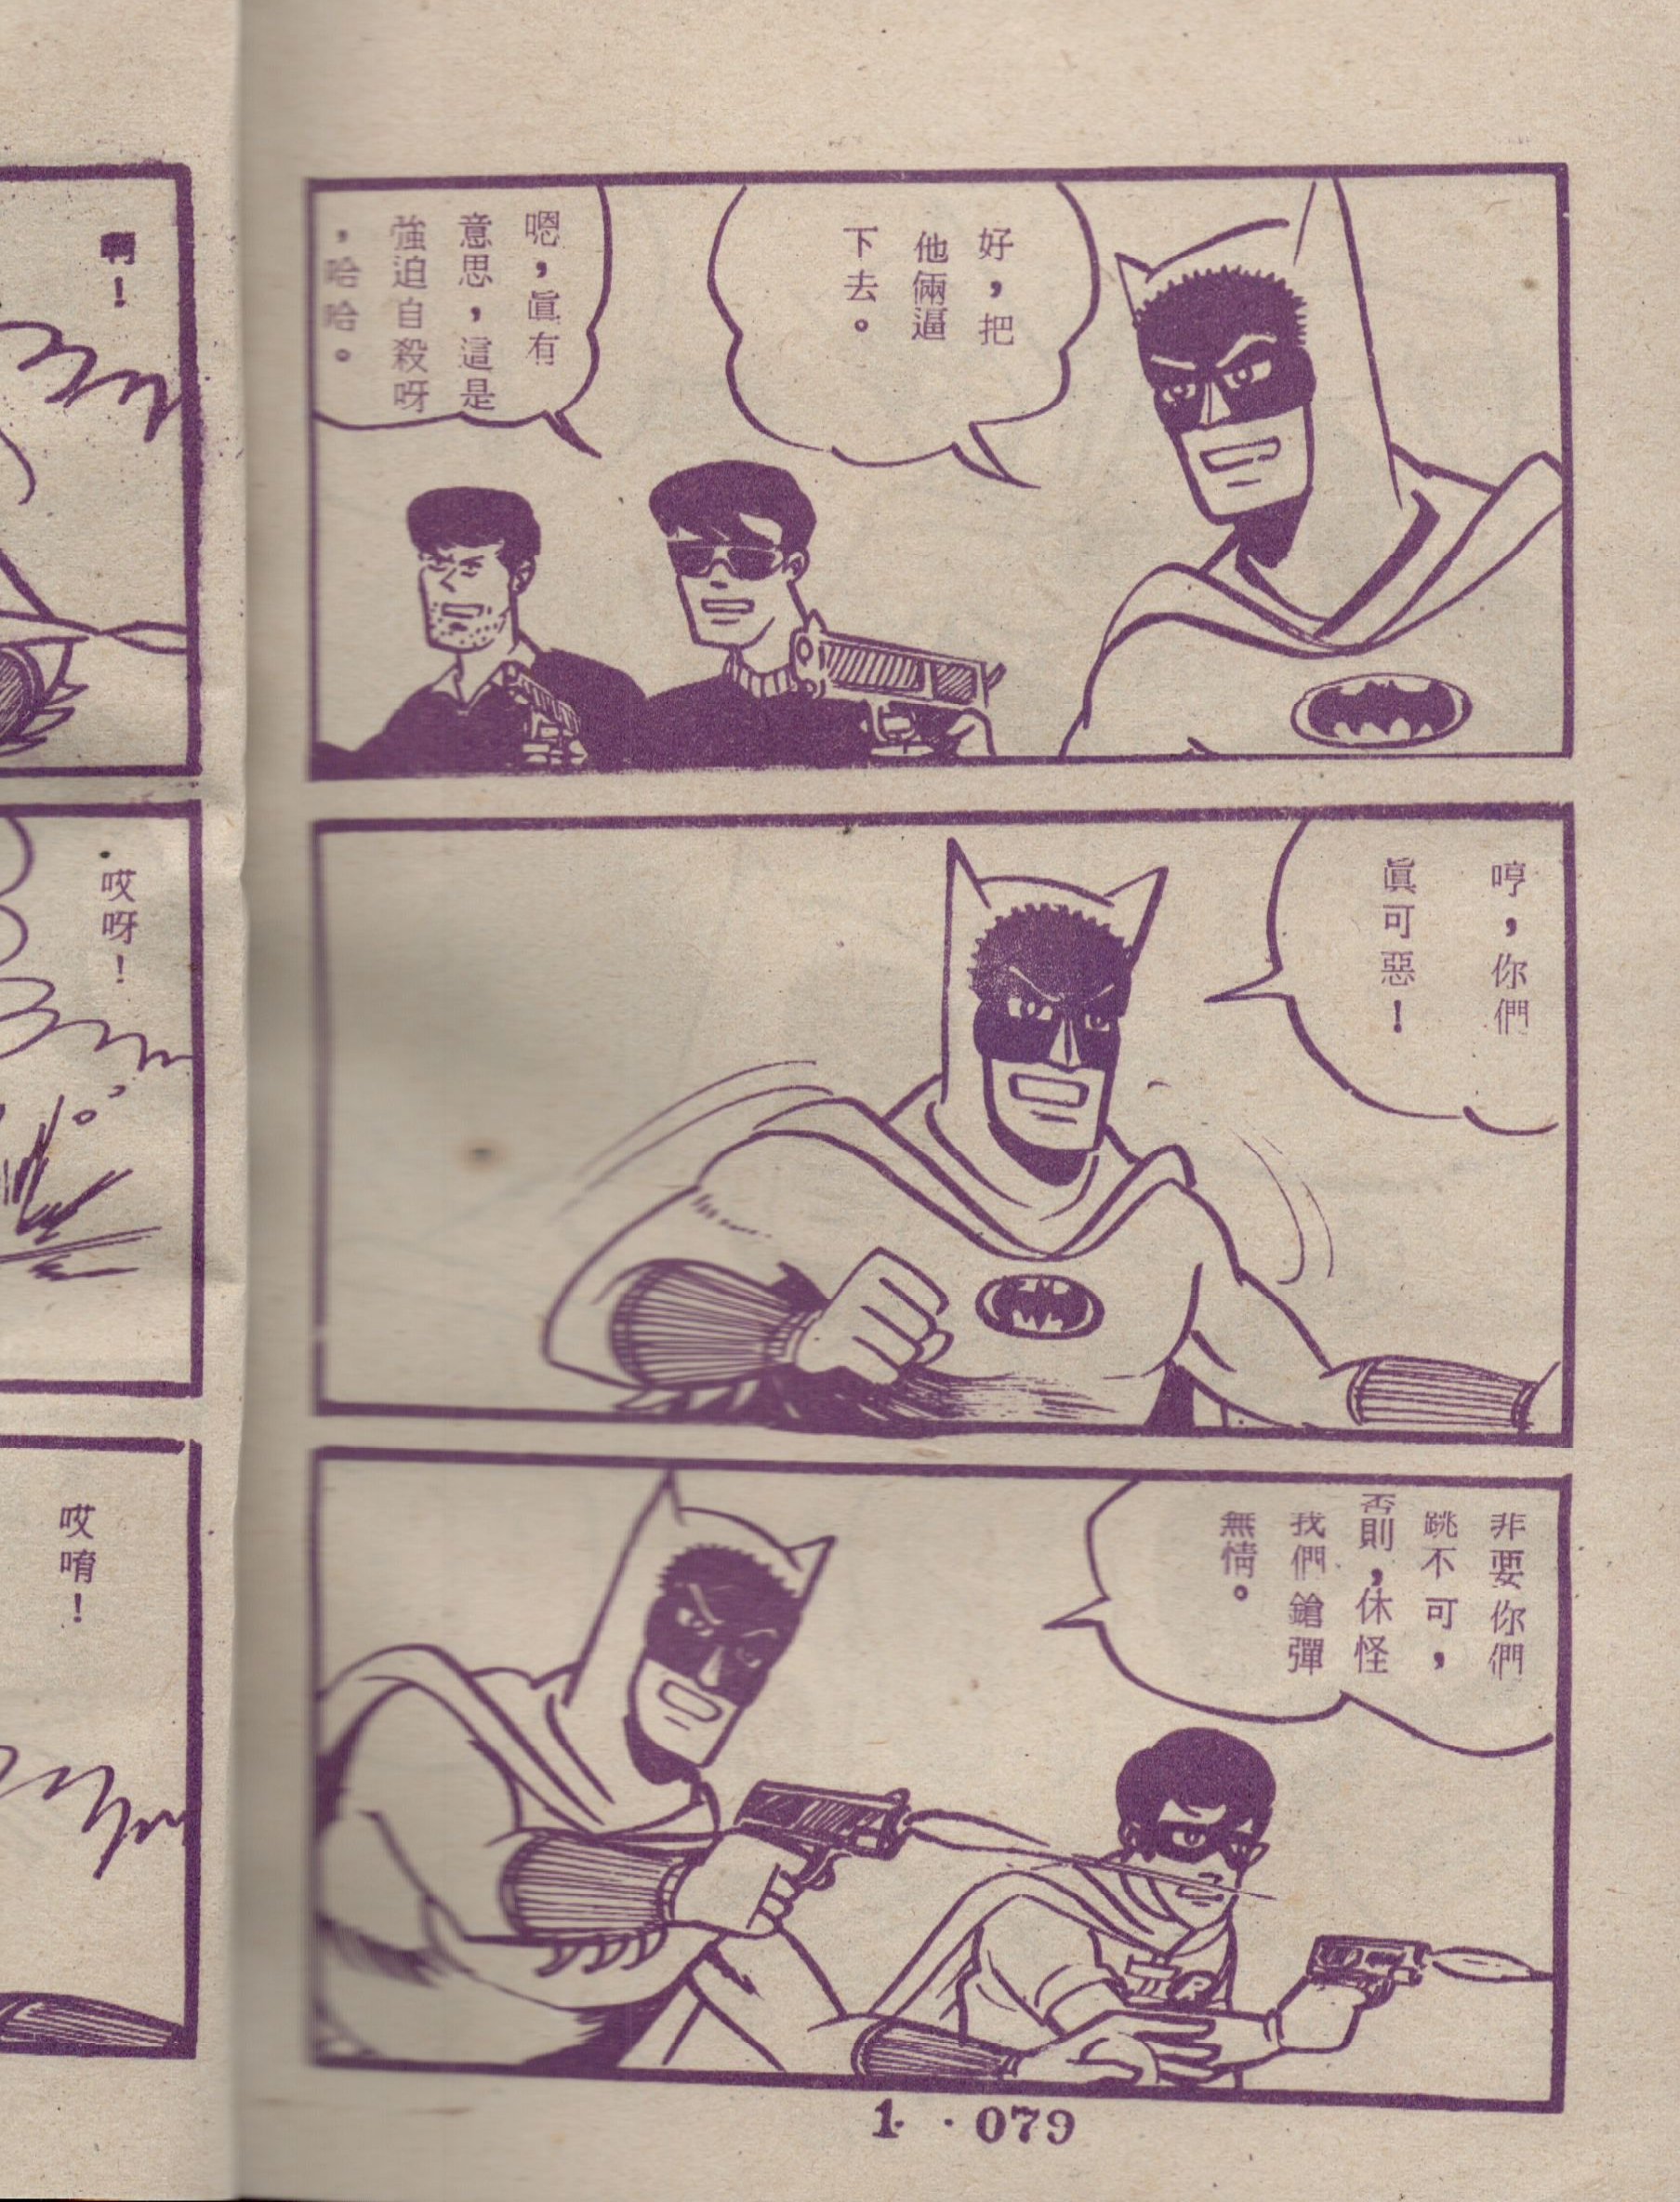 好，把
他倆逼
下去。
嗯，眞有
意思，這是
強迫自殺呀
，哈哈。
哼，你們
眞可惡！
非要你們
跳不可，
否則，休怪
我們鎗彈
無情。
R
1·079
啊！
哎呀！
哎唷！